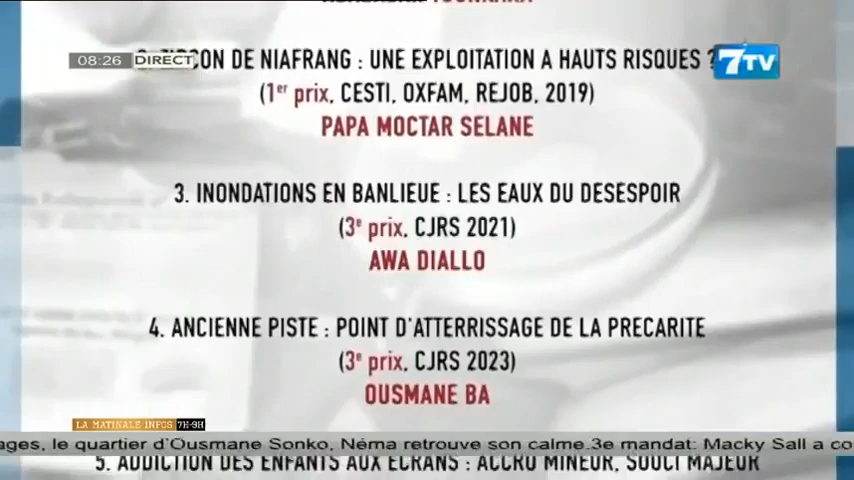 08:26 DIRECT
DE NIAFRANG : UNE EXPLOITATION A HAUTS RISQUES ?
7TV
(1er prix, CESTI, OXFAM, REJOB, 2019)
PAPA MOCTAR SELANE
3. INONDATIONS EN BANLIEUE : LES EAUX DU DESESPOIR
(3e prix, CJRS 2021)
AWA DIALLO
4. ANCIENNE PISTE : POINT D'ATTERRISSAGE DE LA PRECARITE
(3e prix, CJRS 2023)
OUSMANE BA
LA MATINALE INFOS 7H-9H
ages, le quartier d'Ousmane Sonko, Néma retrouve son calme.3e mandat: Macky Sall a co
5. ADDICTION DES ENFANTS AUX ECRANS : ACCRO MINEUR, SOUCI MAJEUR